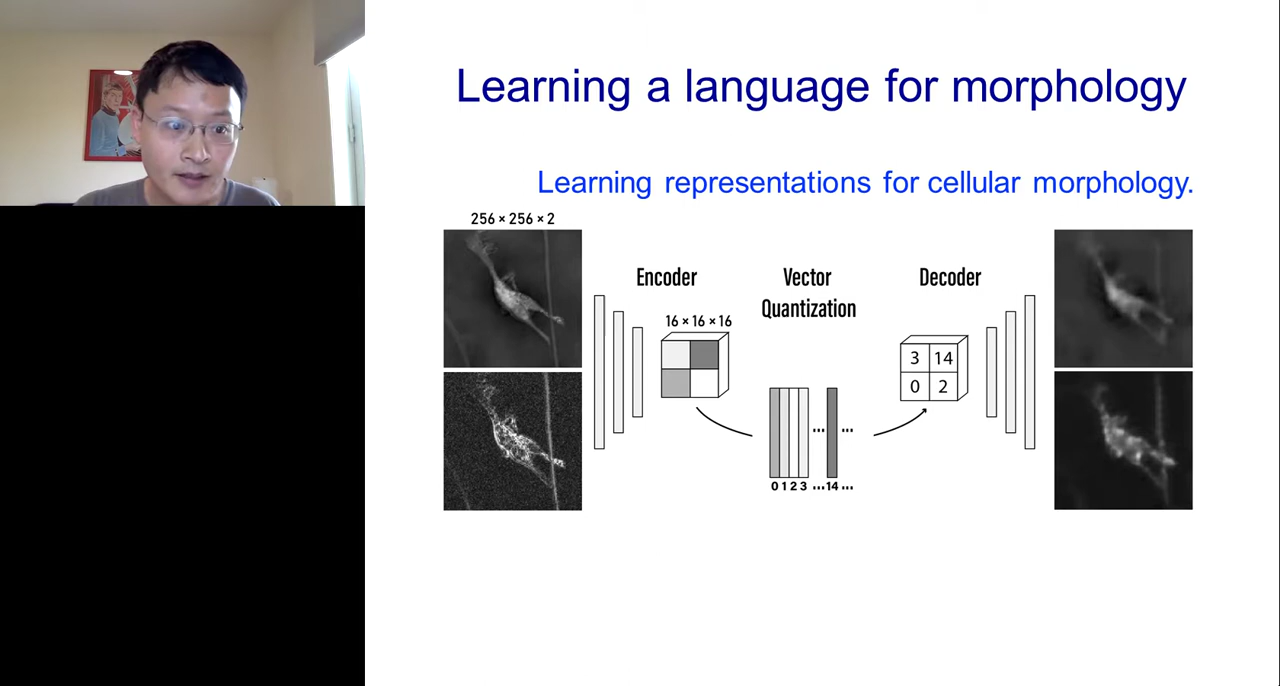 Learning a language for morphology
Learning representations for cellular morphology.
256 × 256 × 2
Encoder
Vector
Quantization
Decoder
16 × 16 × 16
3 14
0 2
... ...
0 1 2 3 ...14 ...